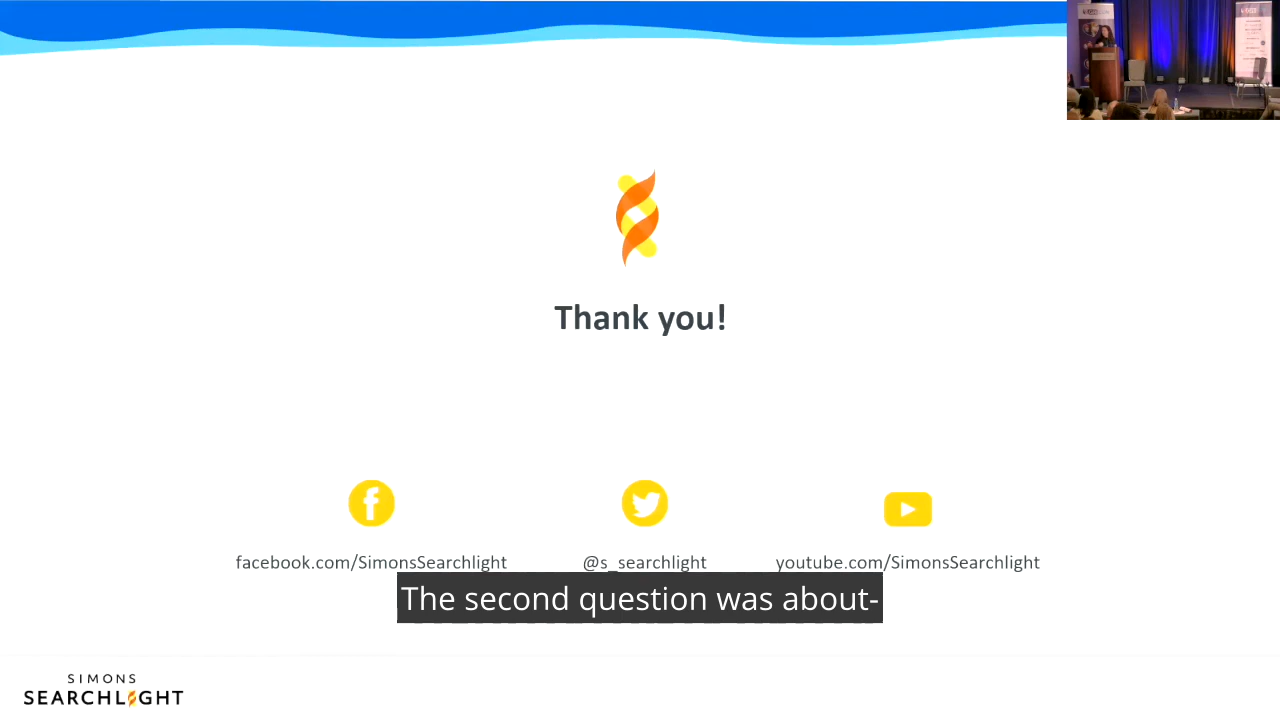 Thank you!
facebook.com/SimonsSearchlight
@s_searchlight
youtube.com/SimonsSearchlight
The second question was about-
SIMONS
SEARCHLIGHT